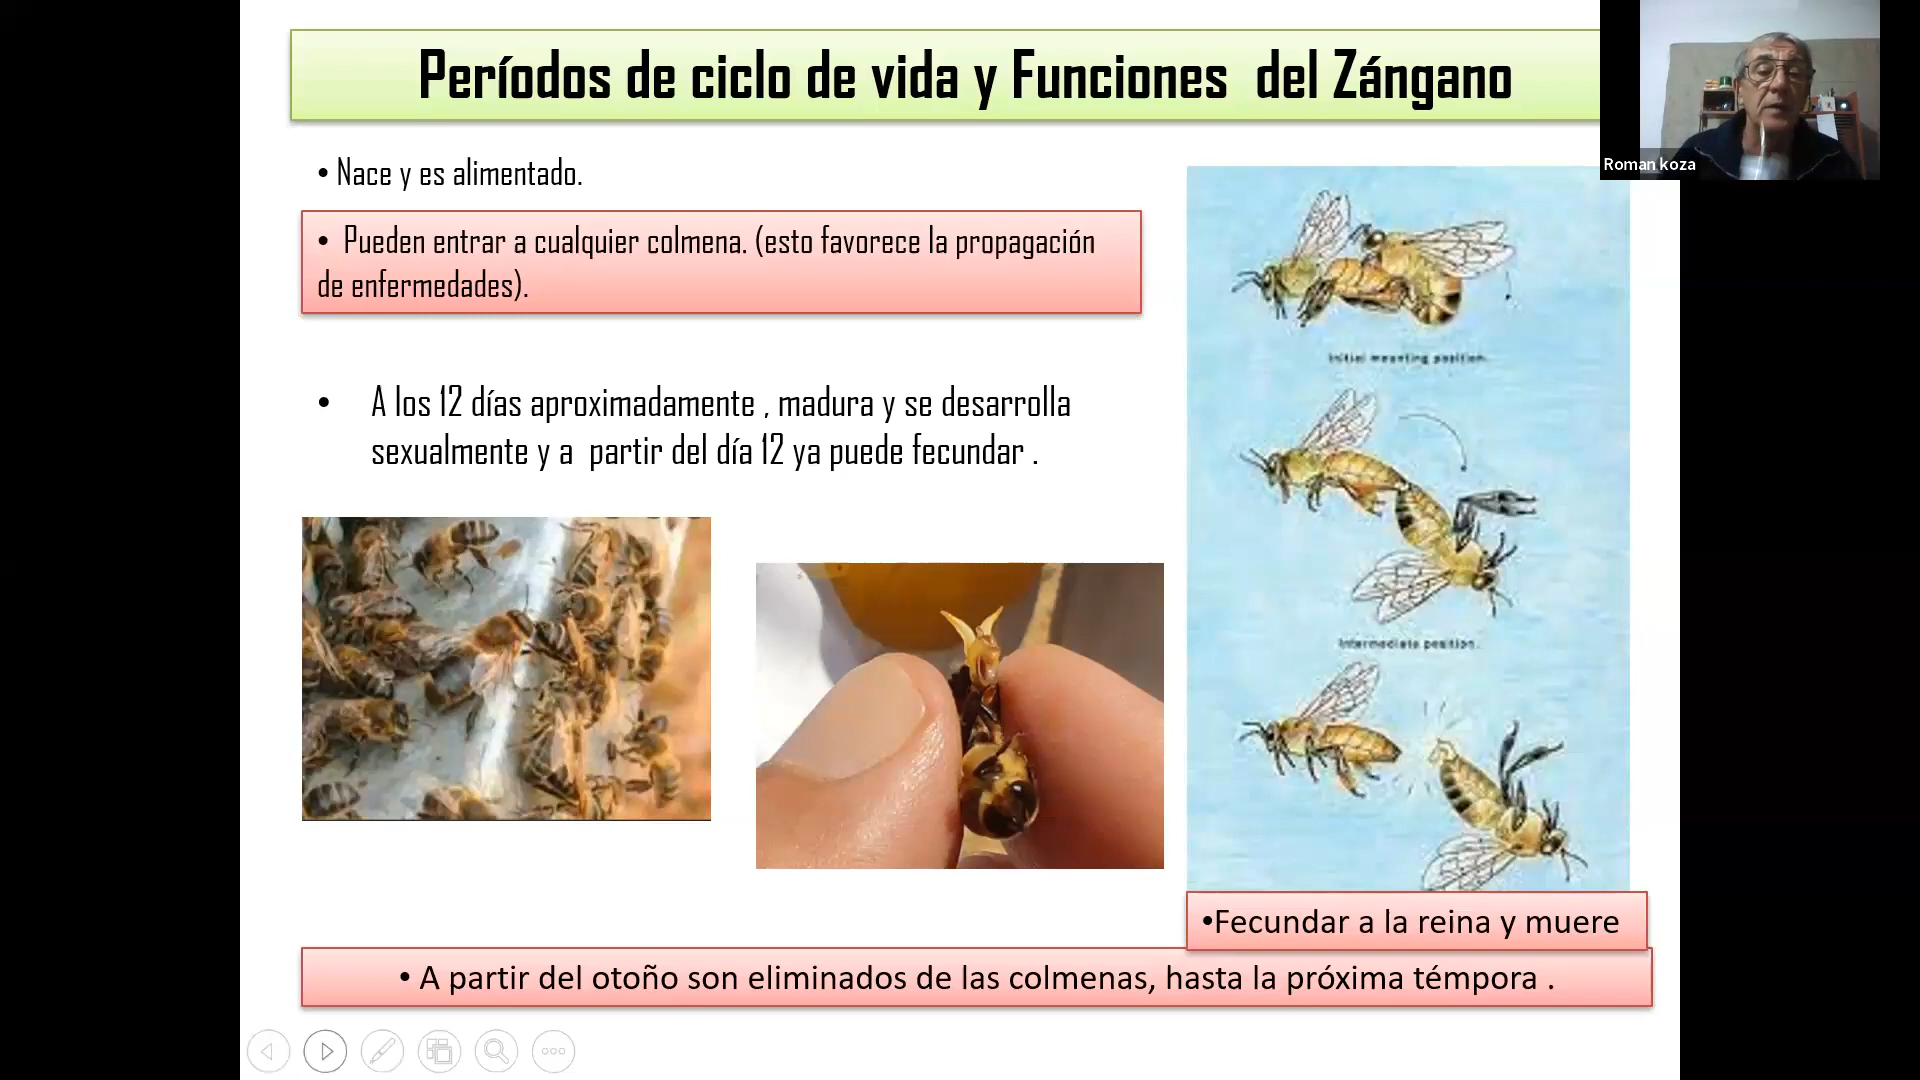 Períodos de ciclo de vida y Funciones del Zángano
Roman koza
• Nace y es alimentado.
• Pueden entrar a cualquier colmena. (esto favorece la propagación
de enfermedades).
• A los 12 días aproximadamente , madura y se desarrolla
sexualmente y a partir del día 12 ya puede fecundar .
Initial mounting position.
Intermediate position.
•Fecundar a la reina y muere
• A partir del otoño son eliminados de las colmenas, hasta la próxima témpora .